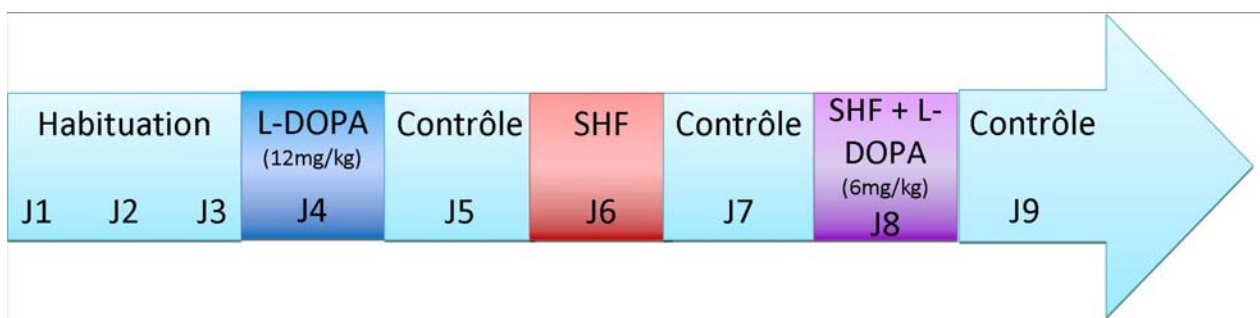 Habituation
J1 J2 J3
L-DOPA
(12mg/kg)
J4
Contrôle
J5
SHF
J6
Contrôle
J7
SHF + L-
DOPA
(6mg/kg)
J8
Contrôle
J9